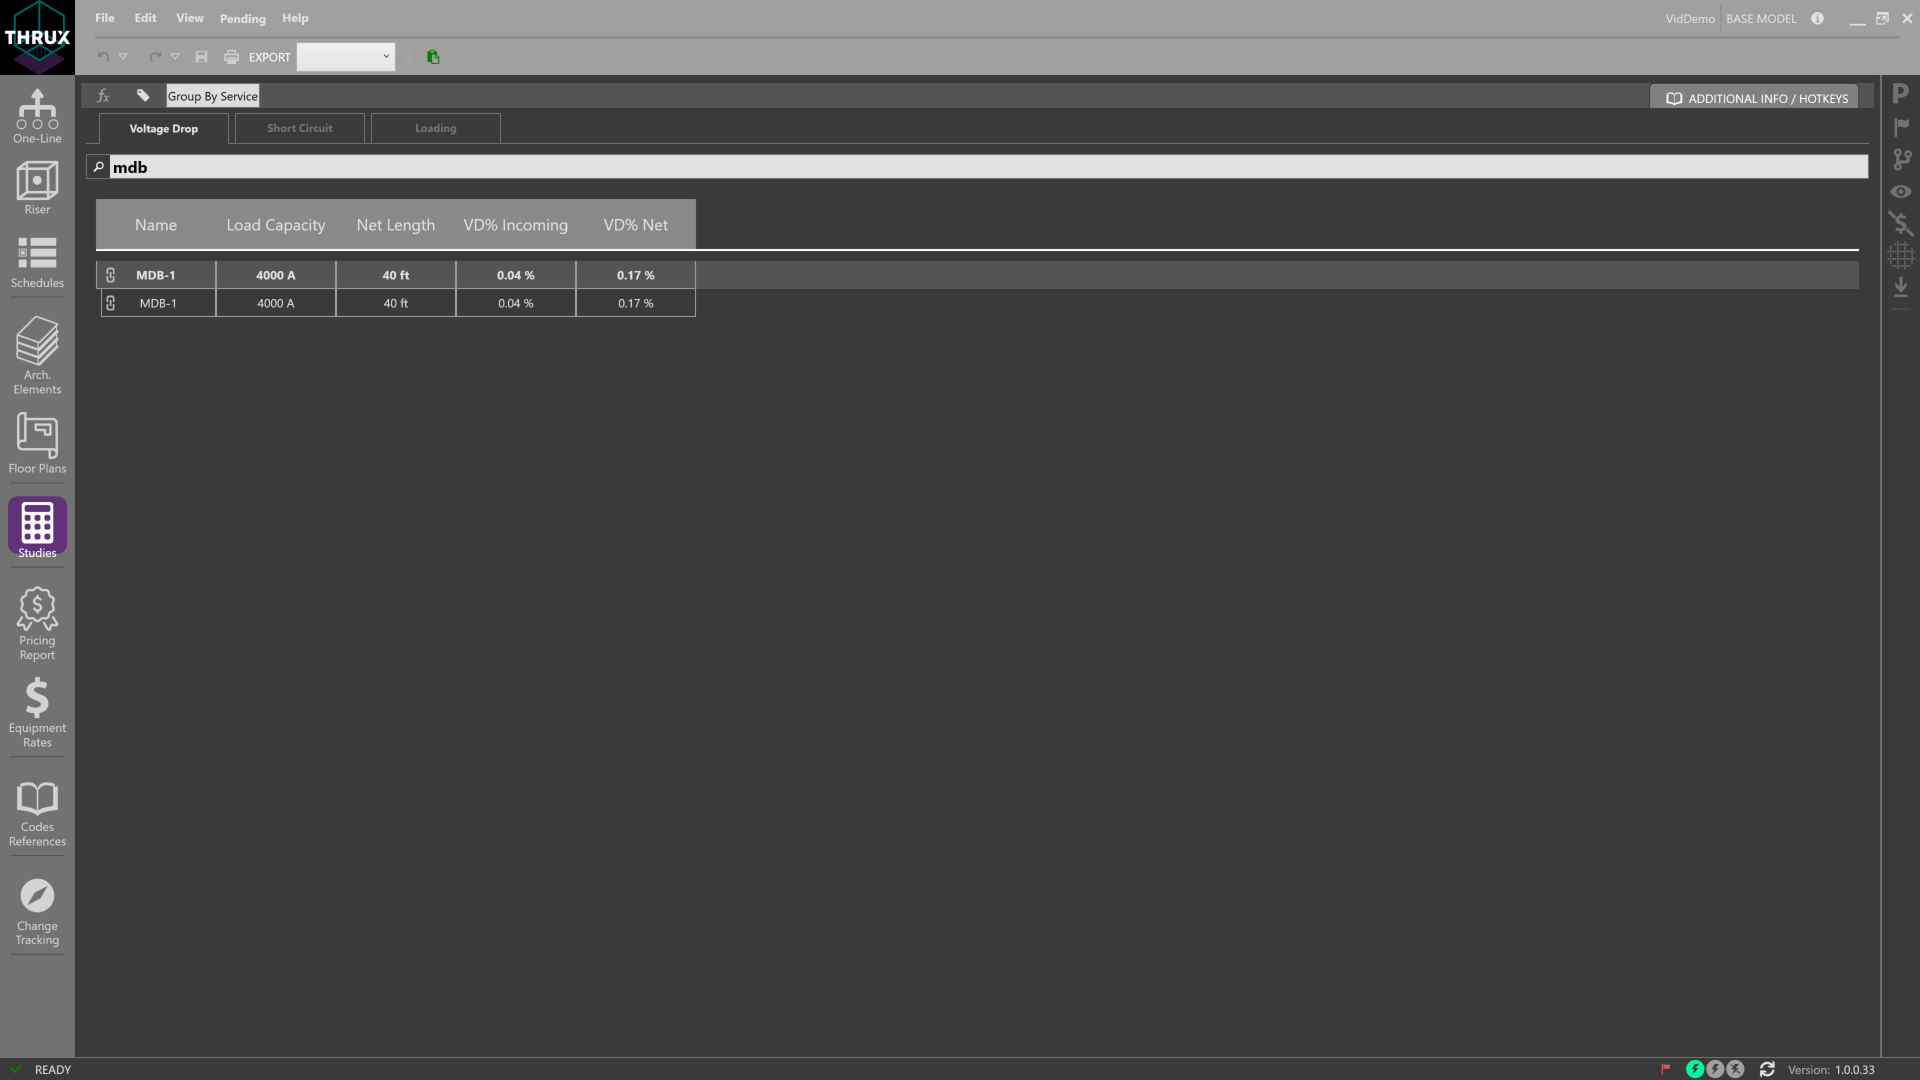 THRUX
File Edit View Pending Help
VidDemo BASE MODEL
EXPORT
fx Group By Service
ADDITIONAL INFO / HOTKEYS
Voltage Drop Short Circuit Loading
mdb
Name Load Capacity Net Length VD% Incoming VD% Net
MDB-1 4000 A 40 ft 0.04 % 0.17 %
MDB-1 4000 A 40 ft 0.04 % 0.17 %
One-Line
Riser
Schedules
Arch.
Elements
Floor Plans
Studies
Pricing
Report
Equipment
Rates
Codes
References
Change
Tracking
P
READY
Version: 1.0.0.33